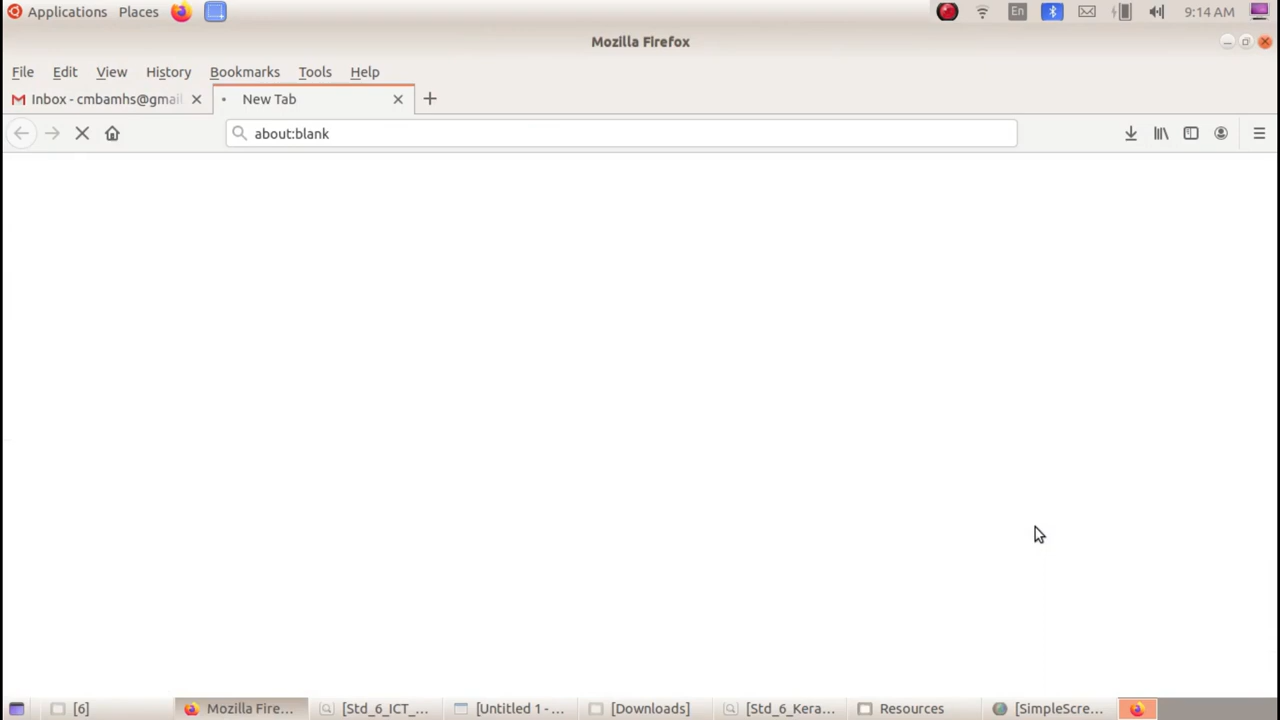 Applications Places En 9:14 AM
Mozilla Firefox
File Edit View History Bookmarks Tools Help
Inbox - cmbamhs@gmail New Tab
about:blank
[6] Mozilla Fire... [Std_6_ICT_... [Untitled 1 - ... [Downloads] [Std_6_Kera... Resources [SimpleScre...